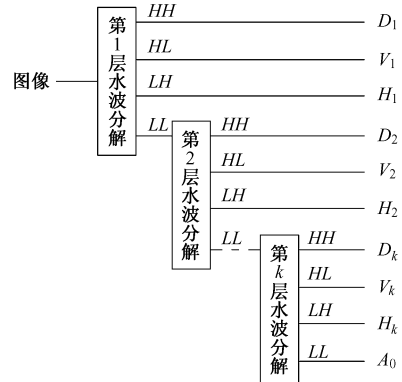 图像
第1层水波分解
HH D₁
HL V₁
LH H₁
LL
第2层水波分解
HH D₂
HL V₂
LH H₂
LL
第k层水波分解
HH Dₖ
HL Vₖ
LH Hₖ
LL A₀